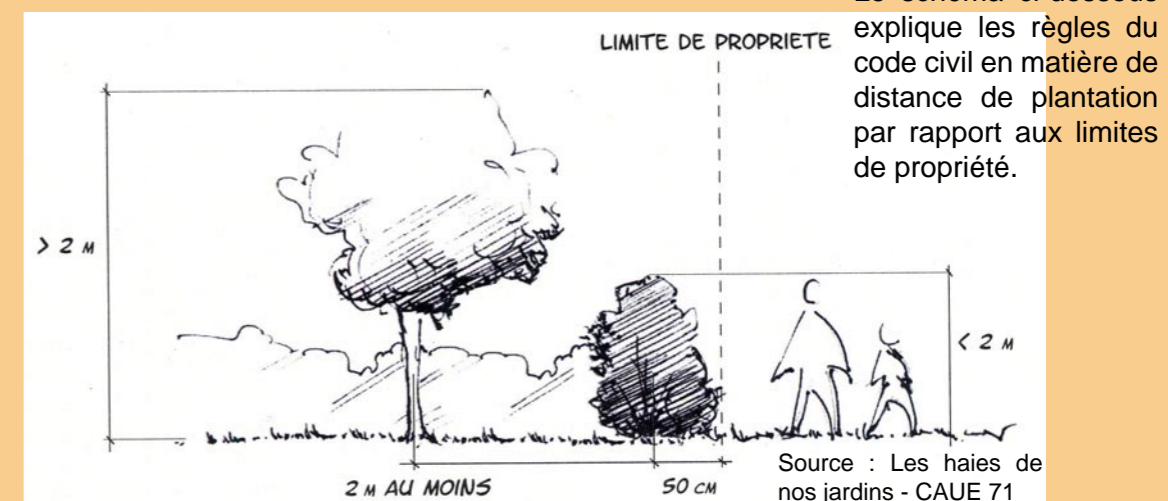 explique les règles du
code civil en matière de
distance de plantation
par rapport aux limites
de propriété.
LIMITE DE PROPRIETE
> 2 M
< 2 M
2 M AU MOINS
50 CM
Source : Les haies de
nos jardins - CAUE 71